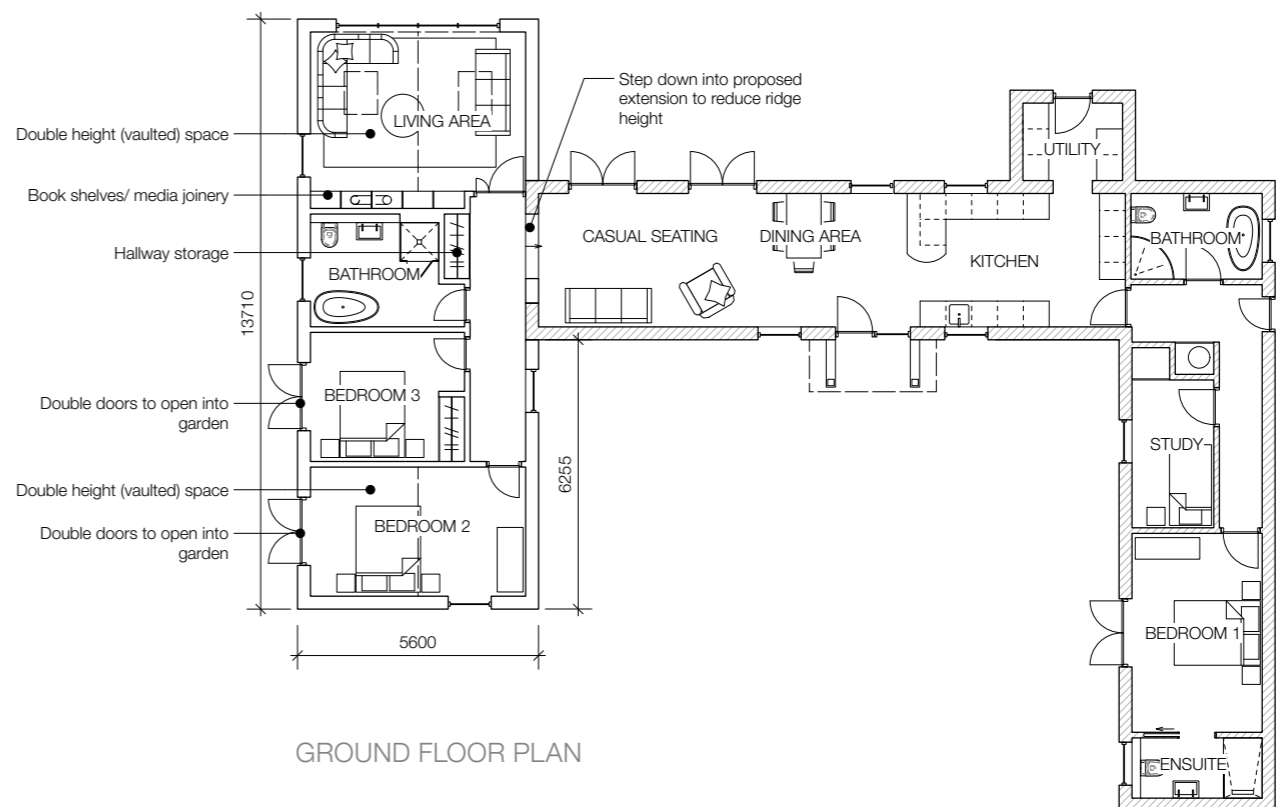 Step down into proposed
extension to reduce ridge
height
Double height (vaulted) space
LIVING AREA
UTILITY
Book shelves/ media joinery
Hallway storage
CASUAL SEATING
DINING AREA
KITCHEN
BATHROOM
BATHROOM
13710
Double doors to open into
garden
BEDROOM 3
STUDY
6255
Double height (vaulted) space
BEDROOM 2
Double doors to open into
garden
BEDROOM 1
5600
GROUND FLOOR PLAN
ENSUITE